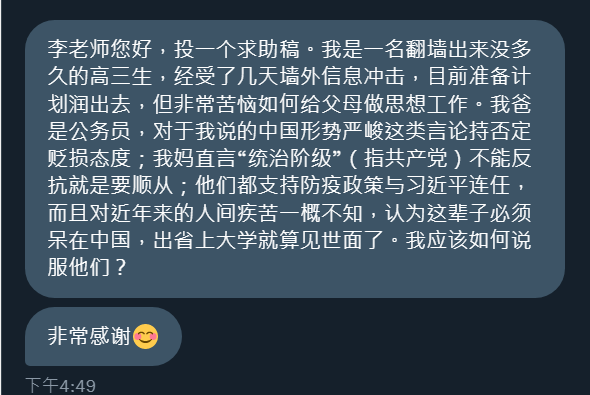 李老师您好，投一个求助稿。我是一名翻墙出来没多
久的高三生，经受了几天墙外信息冲击，目前准备计
划润出去，但非常苦恼如何给父母做思想工作。我爸
是公务员，对于我说的中国形势严峻这类言论持否定
贬损态度；我妈直言“统治阶级”（指共产党）不能反
抗就是要顺从；他们都支持防疫政策与习近平连任，
而且对近年来的人间疾苦一概不知，认为这辈子必须
呆在中国，出省上大学就算见世面了。我应该如何说
服他们？
非常感谢😊
下午4:49